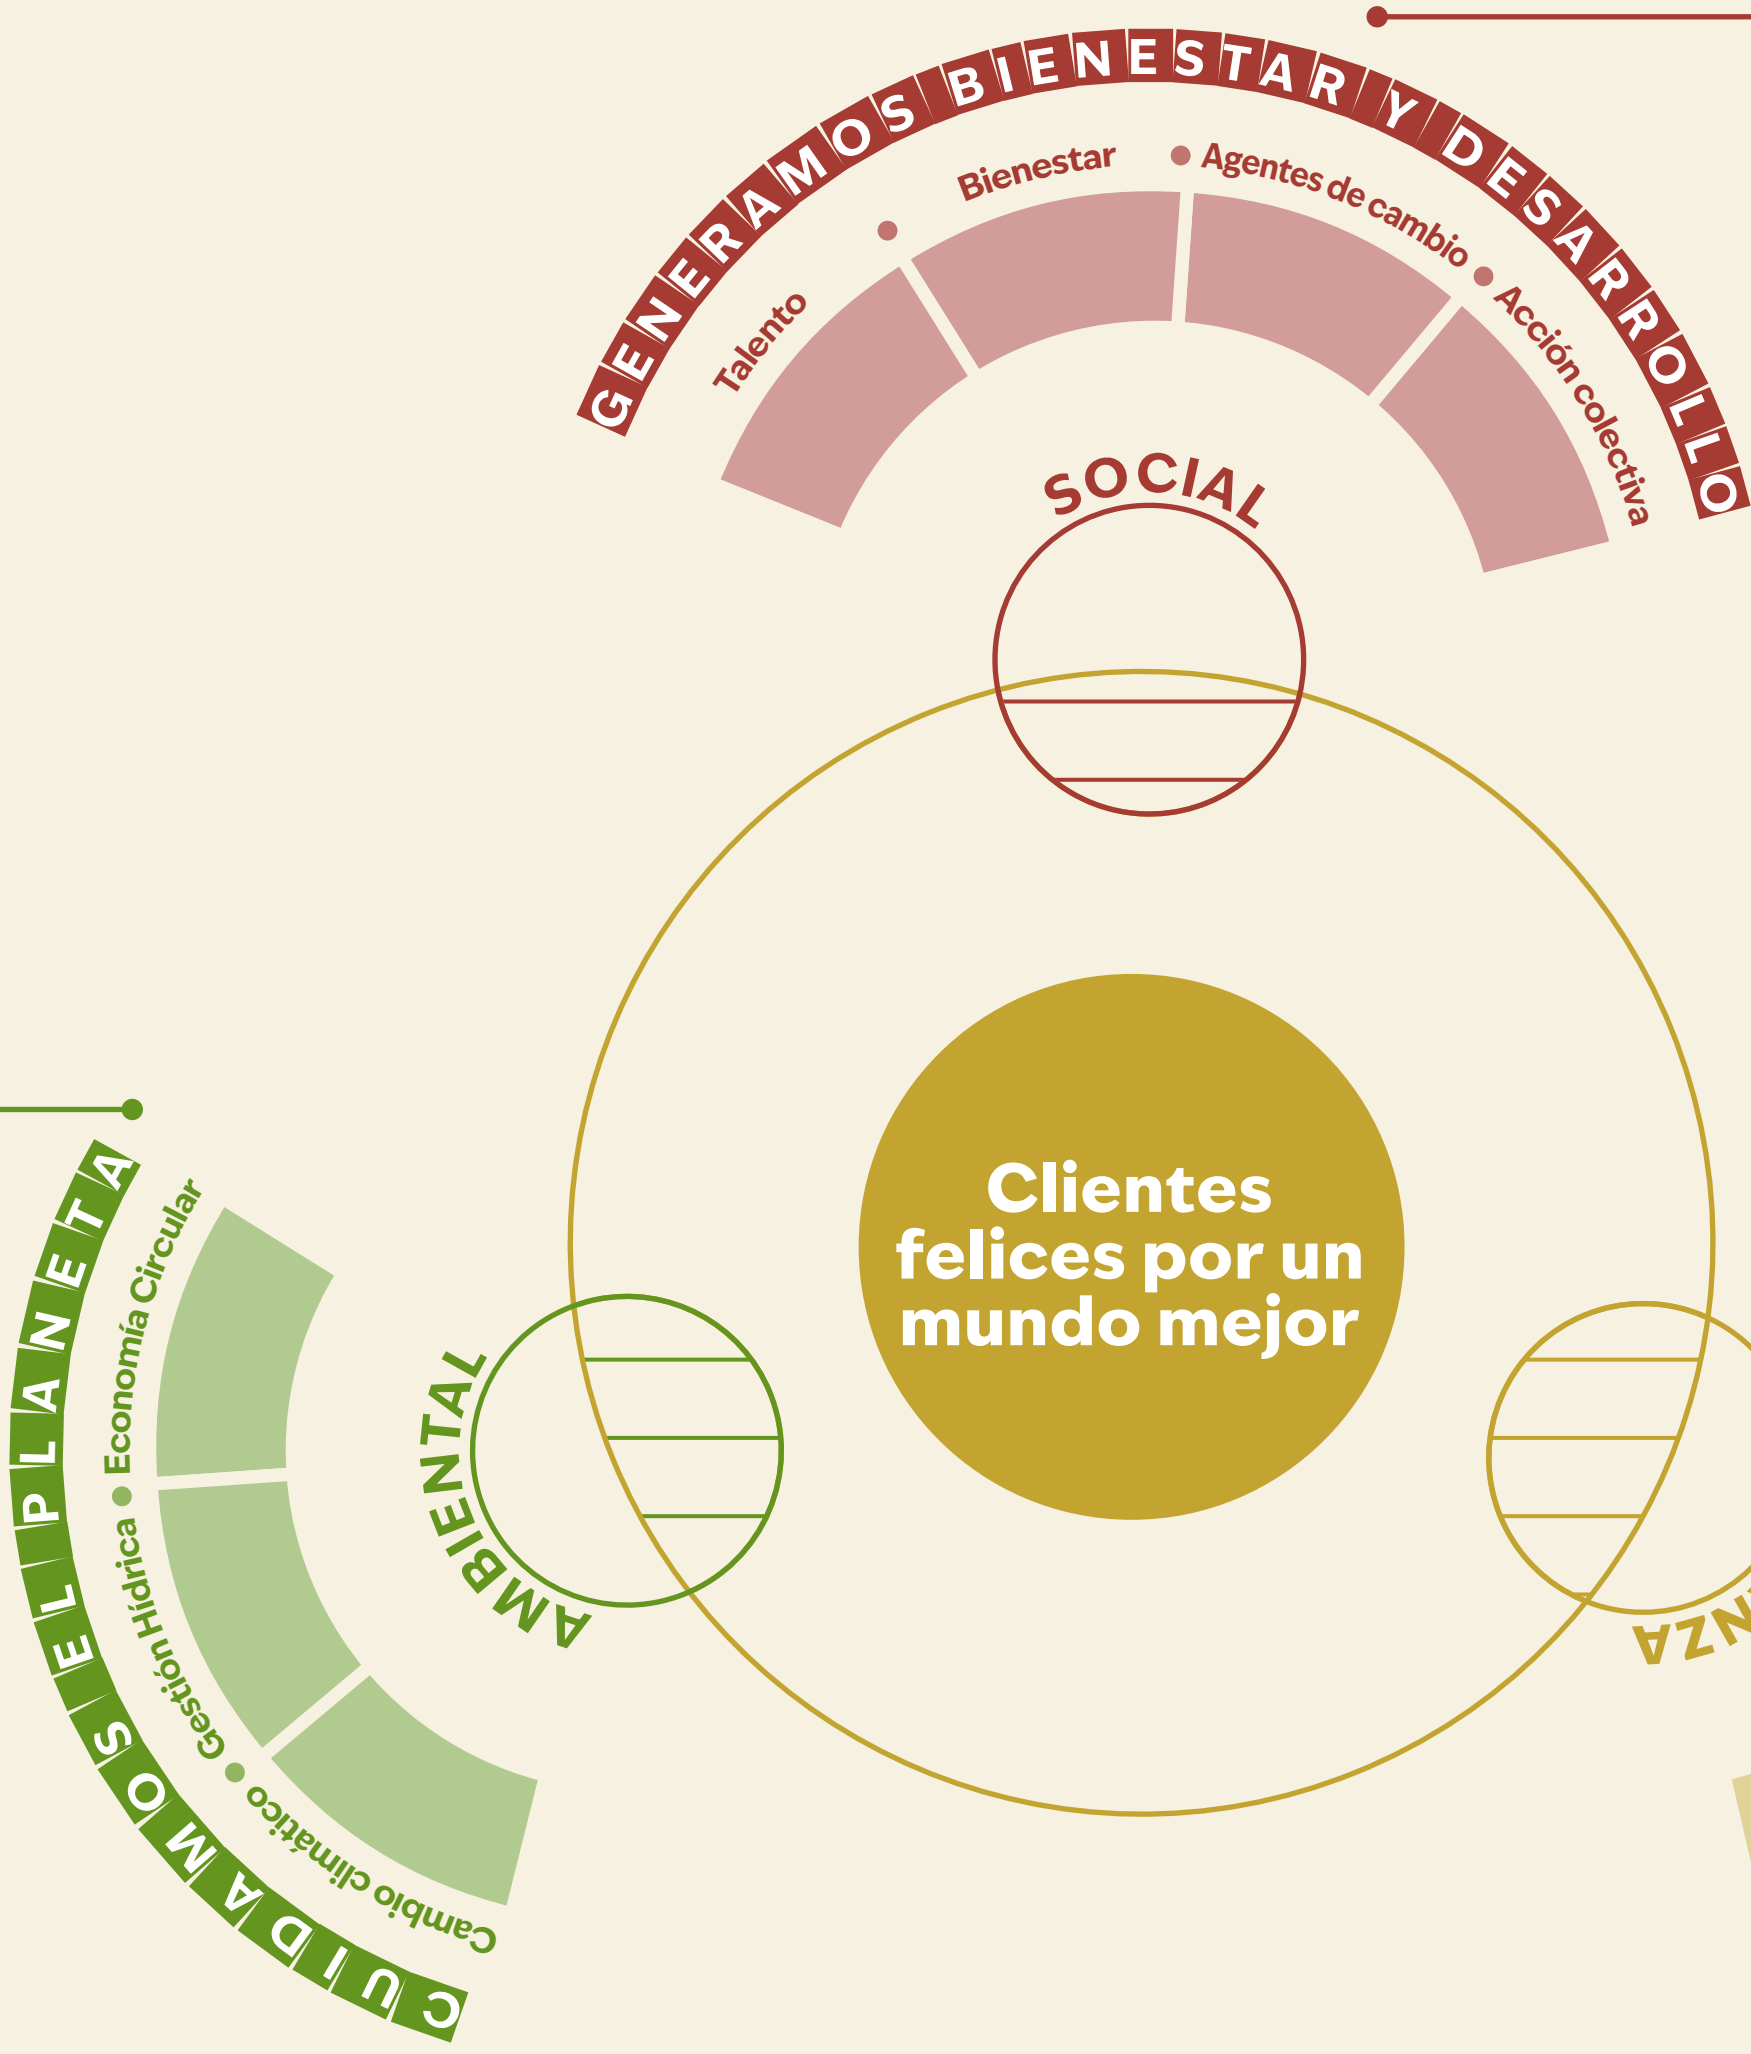 GENERAMOS BIENESTAR Y DESARROLLO
Talento
Bienestar
Agentes de cambio
Acción colectiva
SOCIAL
Clientes
felices por un
mundo mejor
CUIDAMOS EL PLANETA
Cambio climático
Gestión Hídrica
Economía Circular
AMBIENTAL
NZA